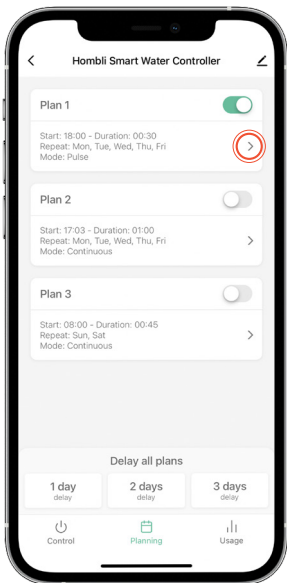 Hombli Smart Water Controller
Plan 1
Start: 18:00 - Duration: 00:30
Repeat: Mon, Tue, Wed, Thu, Fri
Mode: Pulse
Plan 2
Start: 17:03 - Duration: 01:00
Repeat: Mon, Tue, Wed, Thu, Fri
Mode: Continuous
Plan 3
Start: 08:00 - Duration: 00:45
Repeat: Sun, Sat
Mode: Continuous
Delay all plans
1 day
delay
2 days
delay
3 days
delay
Control
Planning
Usage